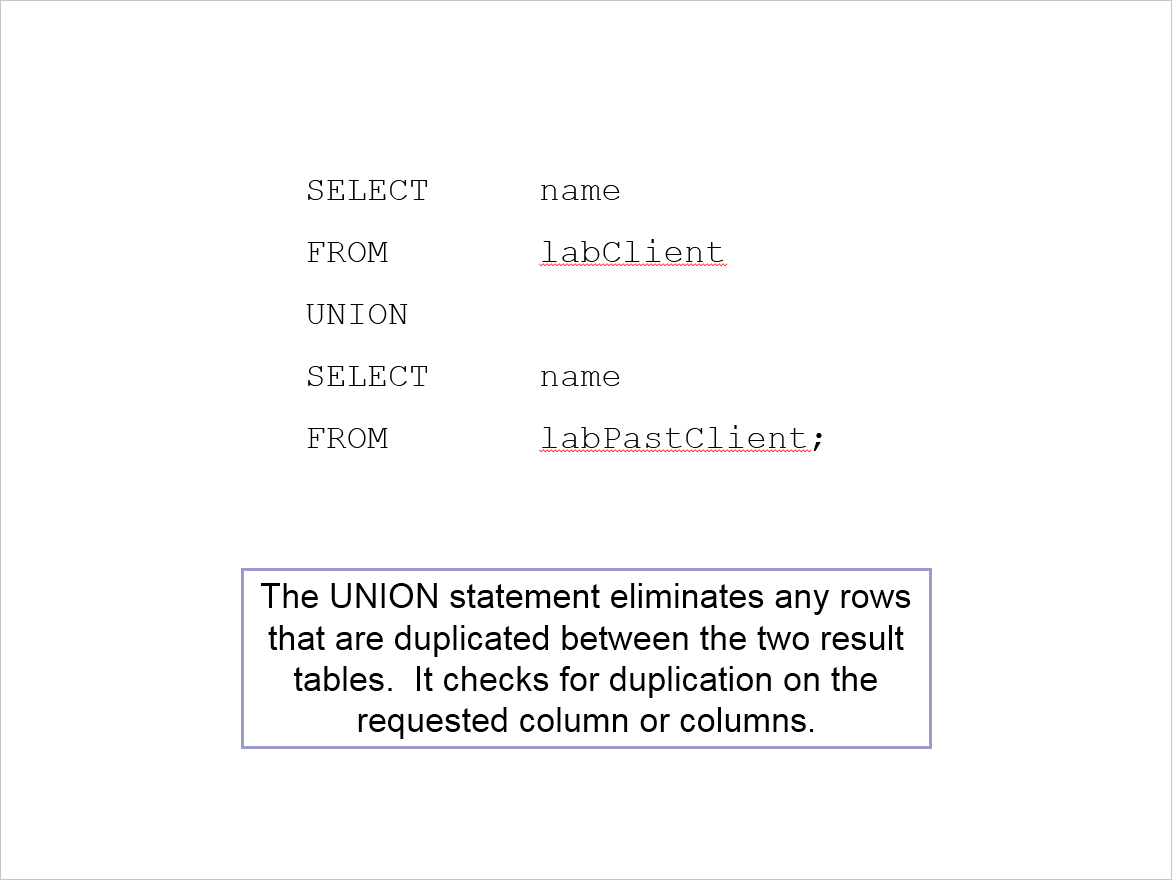 SELECT name
FROM labClient
UNION
SELECT name
FROM labPastClient;
The UNION statement eliminates any rows
that are duplicated between the two result
tables.  It checks for duplication on the
requested column or columns.